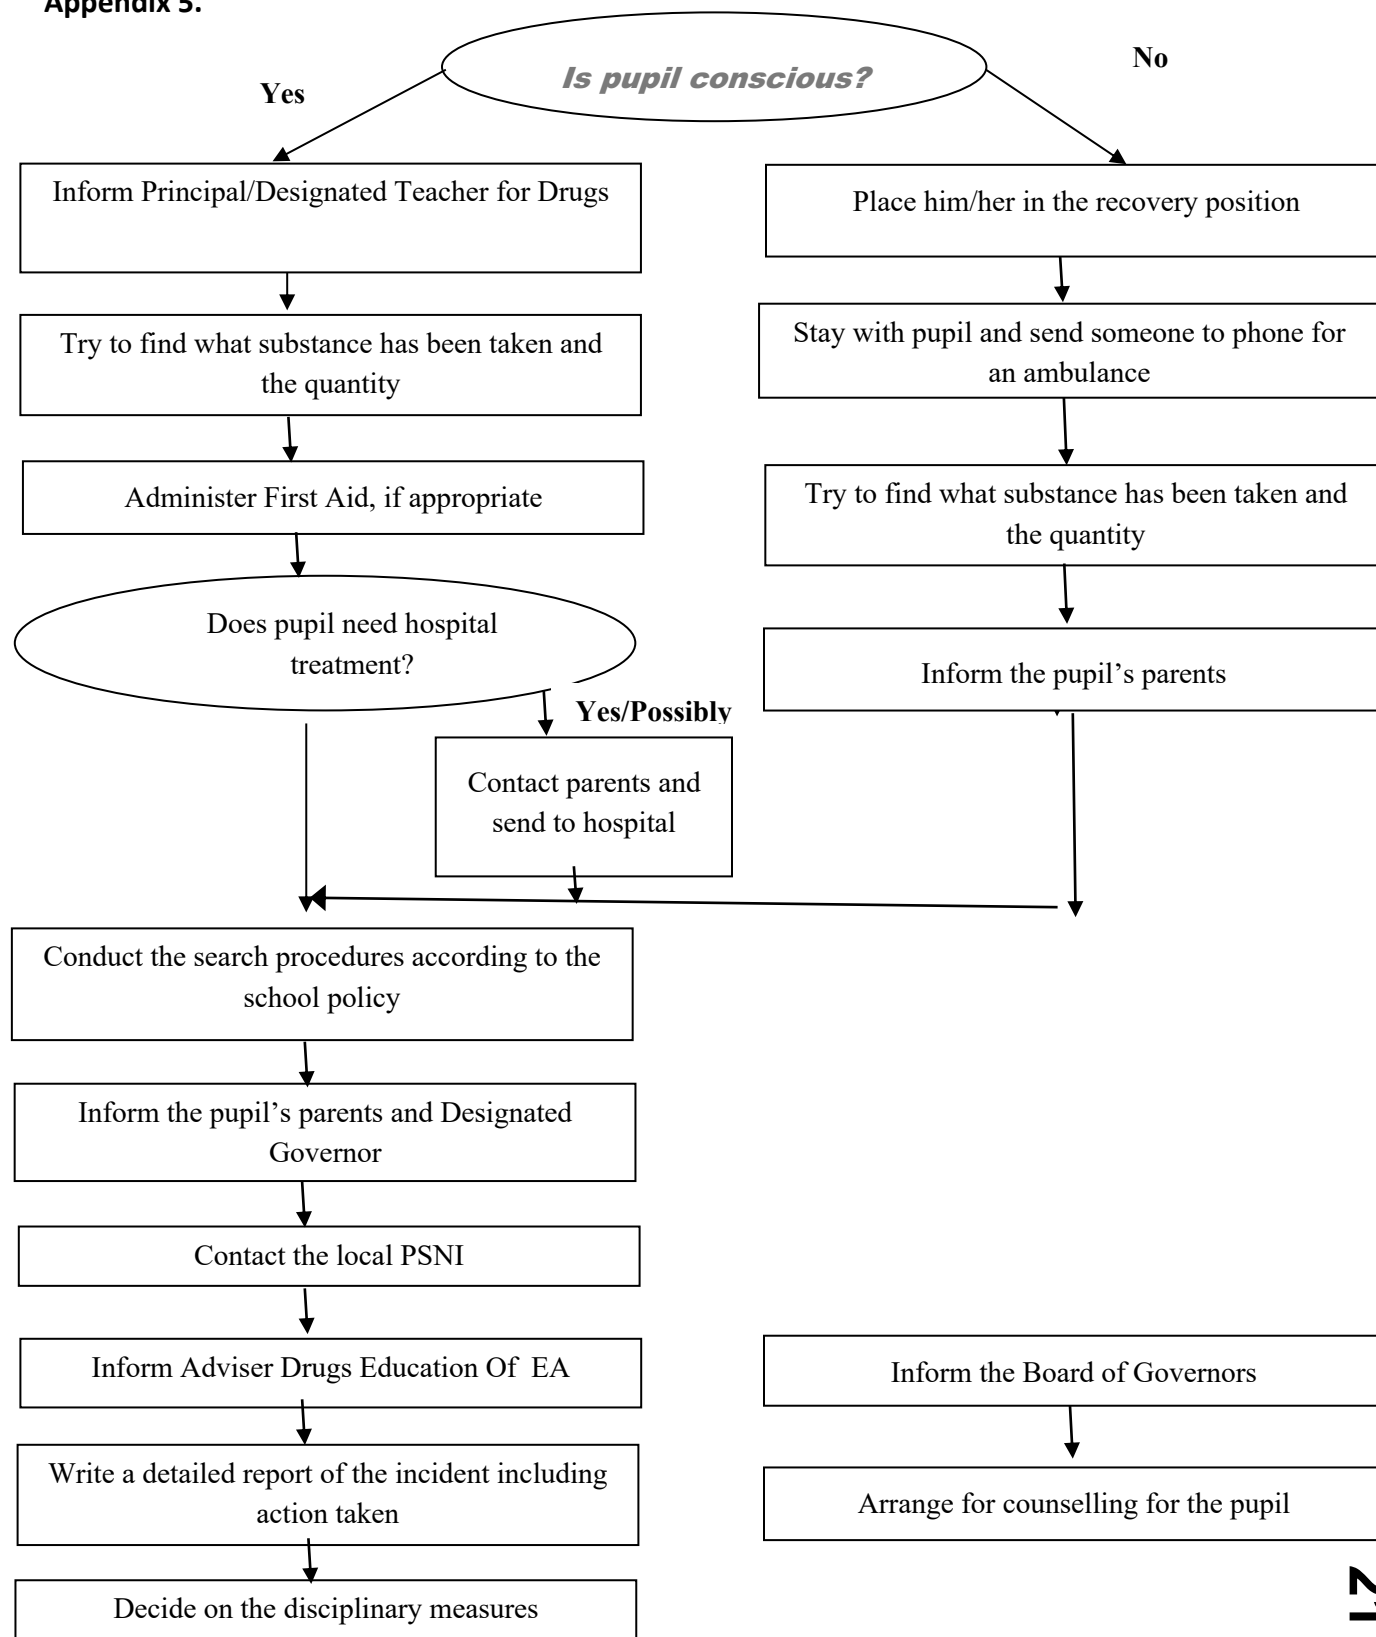 Appendix 5.
Is pupil conscious?
Yes
No
Inform Principal/Designated Teacher for Drugs
Try to find what substance has been taken and
the quantity
Administer First Aid, if appropriate
Does pupil need hospital
treatment?
Yes/Possibly
Contact parents and
send to hospital
Place him/her in the recovery position
Stay with pupil and send someone to phone for
an ambulance
Try to find what substance has been taken and
the quantity
Inform the pupil’s parents
Conduct the search procedures according to the
school policy
Inform the pupil’s parents and Designated
Governor
Contact the local PSNI
Inform Adviser Drugs Education Of  EA
Write a detailed report of the incident including
action taken
Decide on the disciplinary measures
Inform the Board of Governors
Arrange for counselling for the pupil